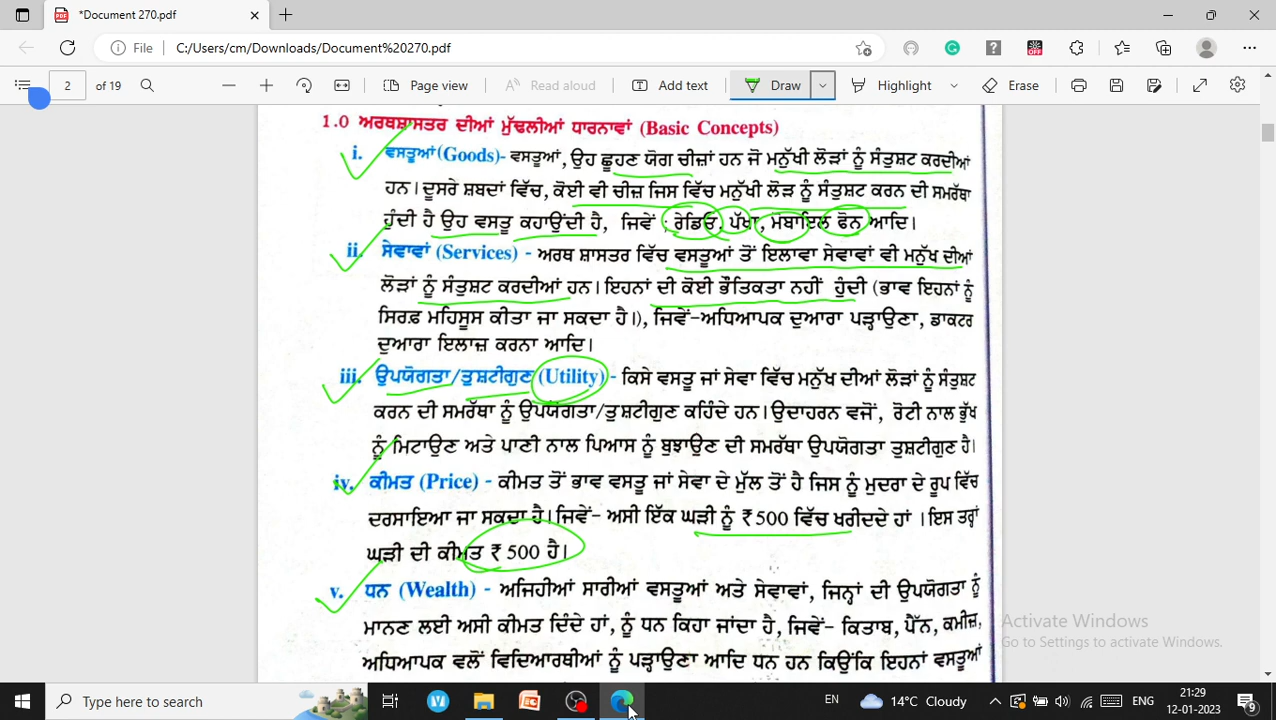 *Document 270.pdf
File C:/Users/cm/Downloads/Document%20270.pdf
2 of 19 Page view Read aloud Add text Draw Highlight Erase
1.0 ਅਰਥਸ਼ਾਸਤਰ ਦੀਆਂ ਮੁੱਢਲੀਆਂ ਧਾਰਨਾਵਾਂ (Basic Concepts)
i. ਵਸਤੂਆਂ (Goods)- ਵਸਤੂਆਂ, ਉਹ ਛੂਹਣ ਯੋਗ ਚੀਜ਼ਾਂ ਹਨ ਜੋ ਮਨੁੱਖੀ ਲੋੜਾਂ ਨੂੰ ਸੰਤੁਸ਼ਟ ਕਰਦੀਆਂ
ਹਨ। ਦੂਸਰੇ ਸ਼ਬਦਾਂ ਵਿੱਚ, ਕੋਈ ਵੀ ਚੀਜ਼ ਜਿਸ ਵਿੱਚ ਮਨੁੱਖੀ ਲੋੜ ਨੂੰ ਸੰਤੁਸ਼ਟ ਕਰਨ ਦੀ ਸਮਰੱਥਾ
ਹੁੰਦੀ ਹੈ ਉਹ ਵਸਤੂ ਕਹਾਉਂਦੀ ਹੈ, ਜਿਵੇਂ ; ਰੇਡਿਓ, ਪੱਖਾ, ਮੋਬਾਇਲ ਫੋਨ ਆਦਿ।
ii. ਸੇਵਾਵਾਂ (Services) - ਅਰਥ ਸ਼ਾਸਤਰ ਵਿੱਚ ਵਸਤੂਆਂ ਤੋਂ ਇਲਾਵਾ ਸੇਵਾਵਾਂ ਵੀ ਮਨੁੱਖ ਦੀਆਂ
ਲੋੜਾਂ ਨੂੰ ਸੰਤੁਸ਼ਟ ਕਰਦੀਆਂ ਹਨ। ਇਹਨਾਂ ਦੀ ਕੋਈ ਭੌਤਿਕਤਾ ਨਹੀਂ ਹੁੰਦੀ (ਭਾਵ ਇਹਨਾਂ ਨੂੰ
ਸਿਰਫ਼ ਮਹਿਸੂਸ ਕੀਤਾ ਜਾ ਸਕਦਾ ਹੈ।), ਜਿਵੇਂ-ਅਧਿਆਪਕ ਦੁਆਰਾ ਪੜ੍ਹਾਉਣਾ, ਡਾਕਟਰ
ਦੁਆਰਾ ਇਲਾਜ਼ ਕਰਨਾ ਆਦਿ।
iii. ਉਪਯੋਗਤਾ/ਤੁਸ਼ਟੀਗੁਣ (Utility) - ਕਿਸੇ ਵਸਤੂ ਜਾਂ ਸੇਵਾ ਵਿੱਚ ਮਨੁੱਖ ਦੀਆਂ ਲੋੜਾਂ ਨੂੰ ਸੰਤੁਸ਼ਟ
ਕਰਨ ਦੀ ਸਮਰੱਥਾ ਨੂੰ ਉਪਯੋਗਤਾ/ਤੁਸ਼ਟੀਗੁਣ ਕਹਿੰਦੇ ਹਨ। ਉਦਾਹਰਨ ਵਜੋਂ, ਰੋਟੀ ਨਾਲ ਭੁੱਖ
ਨੂੰ ਮਿਟਾਉਣ ਅਤੇ ਪਾਣੀ ਨਾਲ ਪਿਆਸ ਨੂੰ ਬੁਝਾਉਣ ਦੀ ਸਮਰੱਥਾ ਉਪਯੋਗਤਾ ਤੁਸ਼ਟੀਗੁਣ ਹੈ।
iv. ਕੀਮਤ (Price) - ਕੀਮਤ ਤੋਂ ਭਾਵ ਵਸਤੂ ਜਾਂ ਸੇਵਾ ਦੇ ਮੁੱਲ ਤੋਂ ਹੈ ਜਿਸ ਨੂੰ ਮੁਦਰਾ ਦੇ ਰੂਪ ਵਿੱਚ
ਦਰਸਾਇਆ ਜਾ ਸਕਦਾ ਹੈ। ਜਿਵੇਂ- ਅਸੀ ਇੱਕ ਘੜੀ ਨੂੰ ₹500 ਵਿੱਚ ਖਰੀਦਦੇ ਹਾਂ । ਇਸ ਤਰ੍ਹਾਂ
ਘੜੀ ਦੀ ਕੀਮਤ ₹ 500 ਹੈ।
v. ਧਨ (Wealth) - ਅਜਿਹੀਆਂ ਸਾਰੀਆਂ ਵਸਤੂਆਂ ਅਤੇ ਸੇਵਾਵਾਂ, ਜਿਨ੍ਹਾਂ ਦੀ ਉਪਯੋਗਤਾ ਨੂੰ
ਮਾਨਣ ਲਈ ਅਸੀ ਕੀਮਤ ਦਿੰਦੇ ਹਾਂ, ਨੂੰ ਧਨ ਕਿਹਾ ਜਾਂਦਾ ਹੈ, ਜਿਵੇਂ- ਕਿਤਾਬ, ਪੈੱਨ, ਕਮੀਜ਼,
ਅਧਿਆਪਕ ਵਲੋਂ ਵਿਦਿਆਰਥੀਆਂ ਨੂੰ ਪੜ੍ਹਾਉਣਾ ਆਦਿ ਧਨ ਹਨ ਕਿਉਂਕਿ ਇਹਨਾਂ ਵਸਤੂਆਂ
Activate Windows
Go to Settings to activate Windows.
Type here to search EN 14°C Cloudy ENG 21:29
12-01-2023